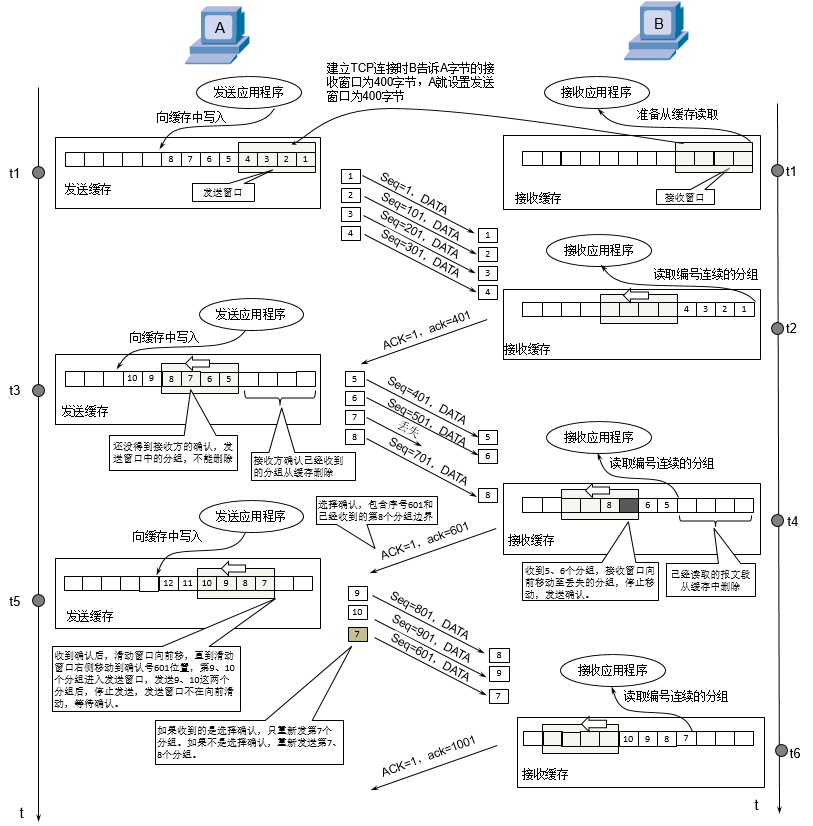 A
B
建立TCP连接时B告诉A字节的接
收窗口为400字节，A就设置发送
窗口为400字节
发送应用程序
接收应用程序
向缓存中写入
准备从缓存读取
t1
8 7 6 5 4 3 2 1
发送缓存
发送窗口
接收缓存
接收窗口
t1
1
2
3
4
Seq=1，DATA
Seq=101，DATA
Seq=201，DATA
Seq=301，DATA
1
2
3
4
接收应用程序
读取编号连续的分组
4 3 2 1
接收缓存
t2
ACK=1，ack=401
发送应用程序
向缓存中写入
t3
10 9 8 7 6 5
发送缓存
还没得到接收方的确认，发
送窗口中的分组，不能删除
接收方确认已经收到
的分组从缓存删除
5
6
7
8
Seq=401，DATA
Seq=501，DATA
丢失
Seq=701，DATA
5
6
8
接收应用程序
读取编号连续的分组
8 6 5
接收缓存
t4
收到5、6个分组，接收窗口向
前移动至丢失的分组，停止移
动，发送确认。
已经读取的报文段
从缓存中删除
选择确认，包含序号601和
已经收到的第8个分组边界
ACK=1，ack=601
发送应用程序
向缓存中写入
t5
12 11 10 9 8 7
发送缓存
收到确认后，滑动窗口向前移，直到滑动
窗口右侧移动到确认号601位置，第9、10
个分组进入发送窗口，发送9、10这两个
分组后，停止发送，发送窗口不在向前滑
动，等待确认。
9
10
7
Seq=801，DATA
Seq=901，DATA
Seq=601，DATA
8
9
7
如果收到的是选择确认，只重新发第7个
分组。如果不是选择确认，重新发送第7、
8个分组。
接收应用程序
读取编号连续的分组
10 9 8 7
接收缓存
t6
ACK=1，ack=1001
t
t